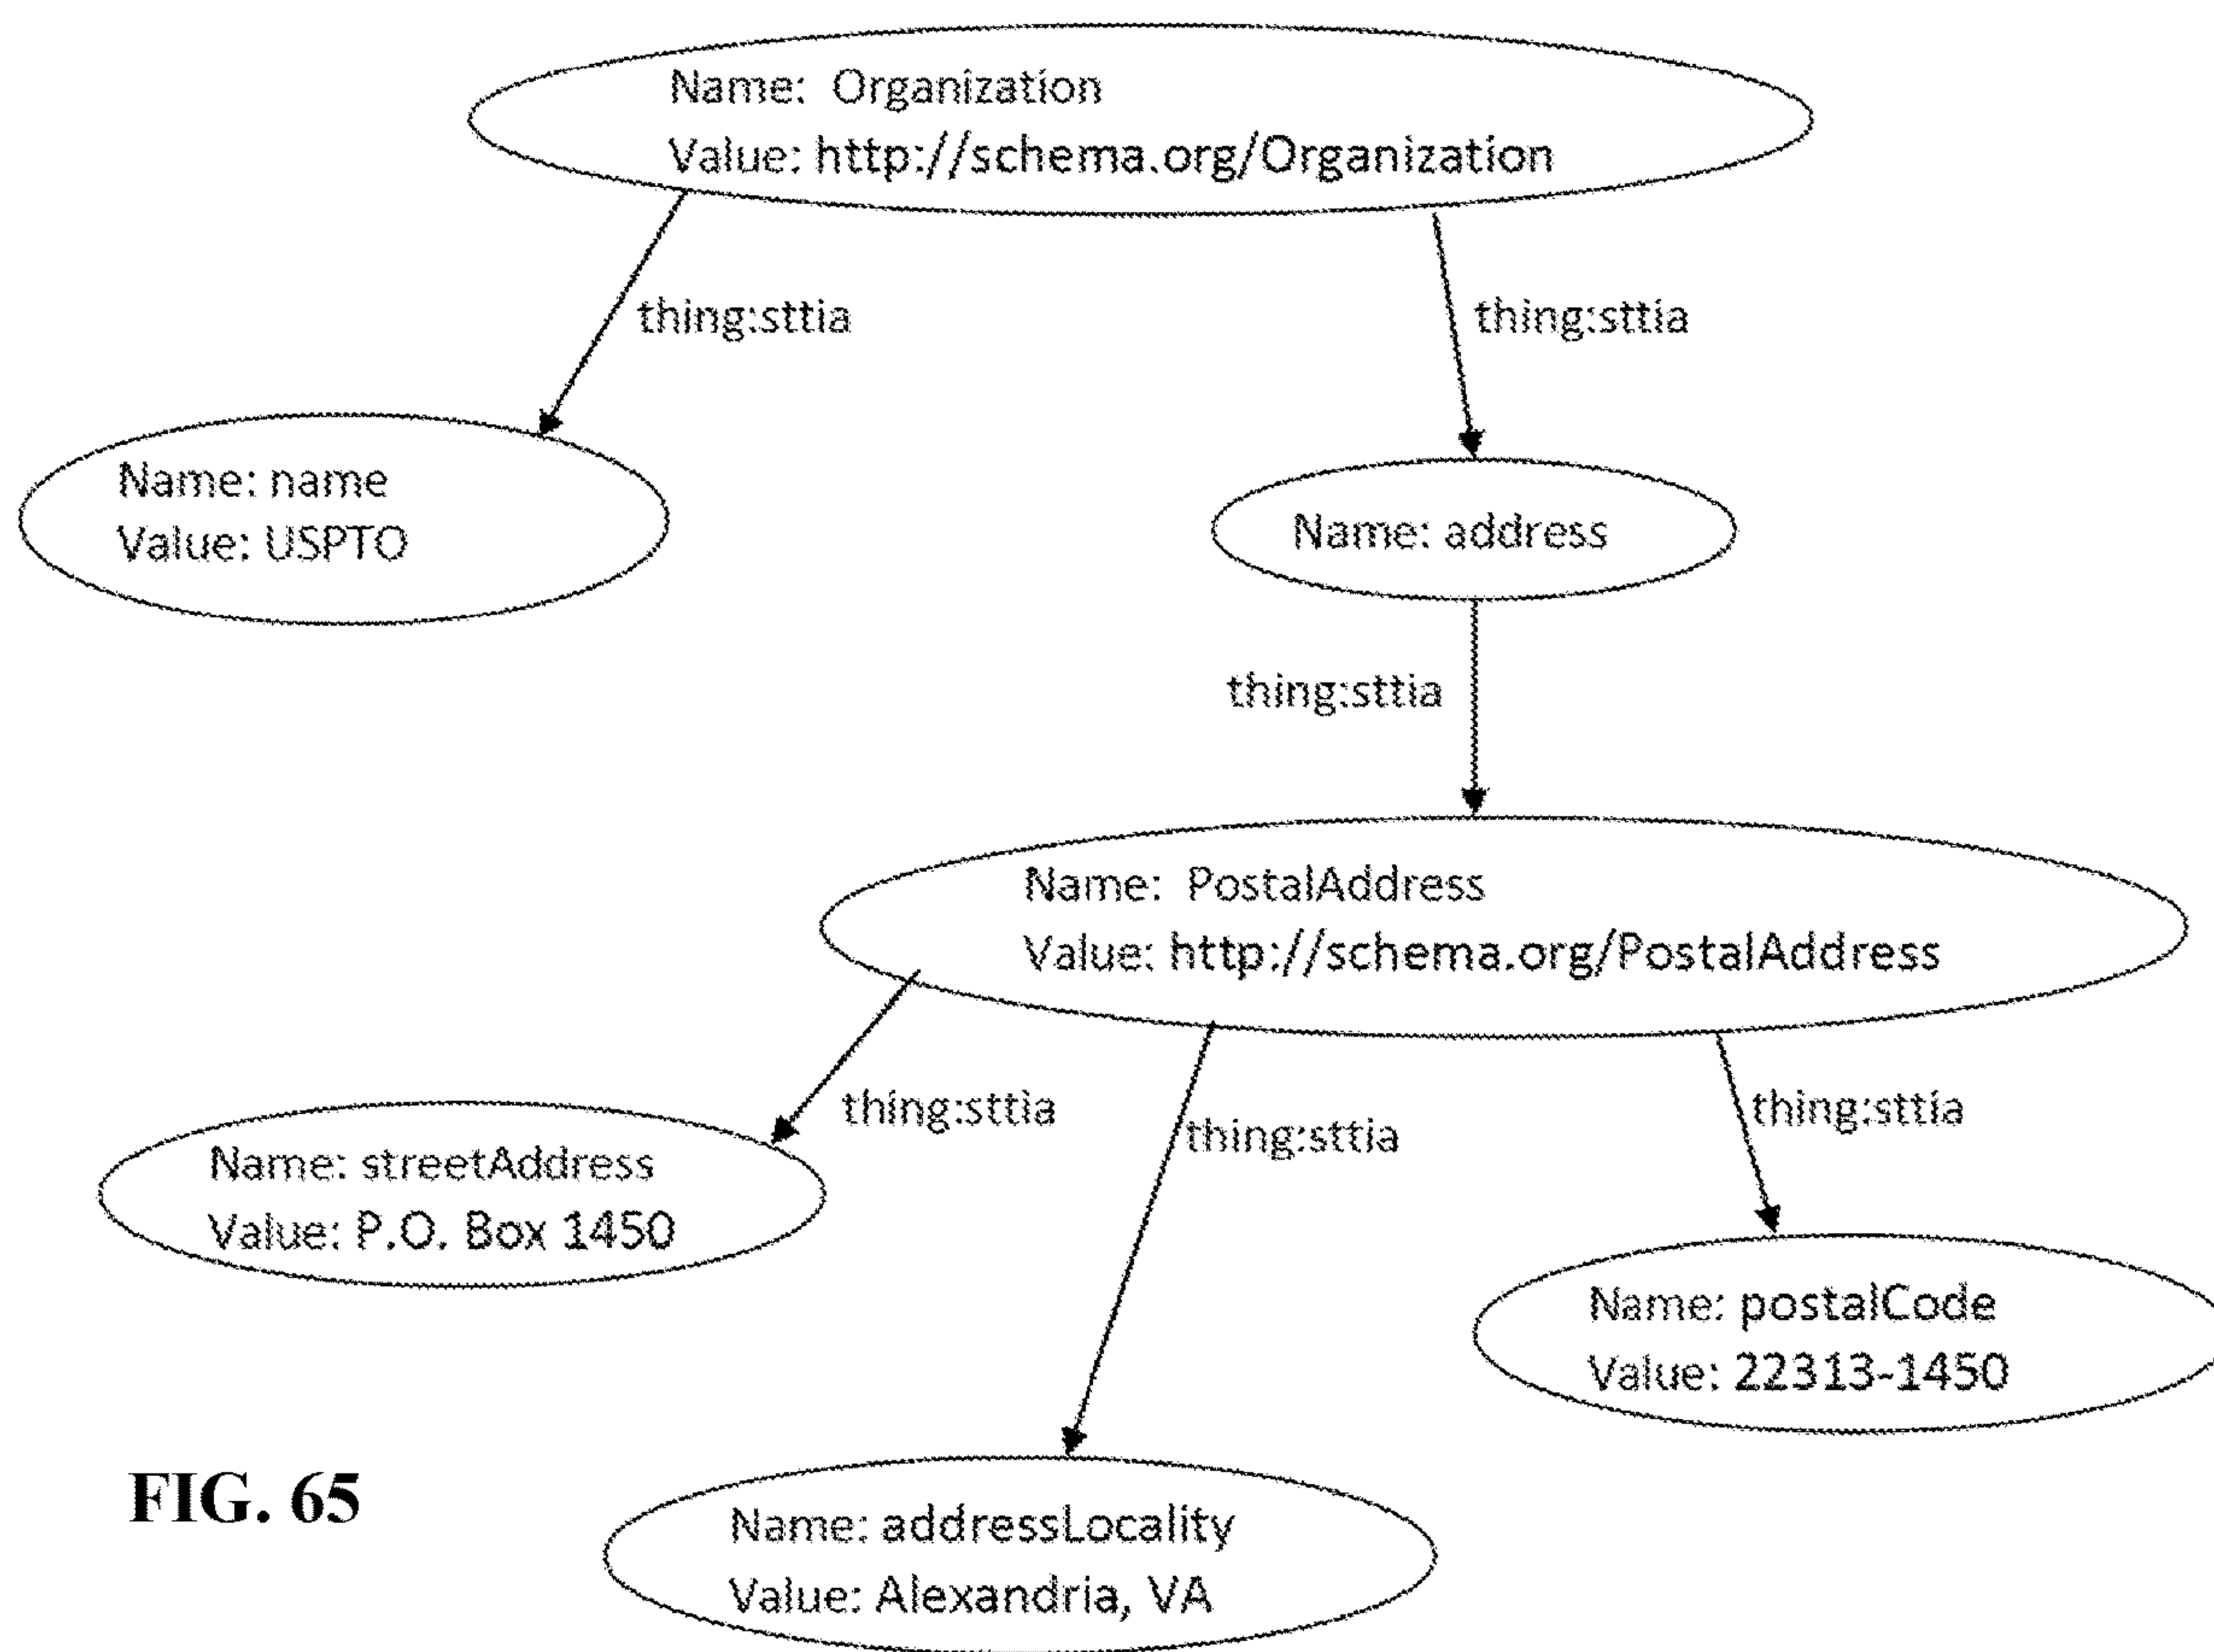 Name: Organization
Value: http://schema.org/Organization
thing:sttia
thing:sttia
Name: name
Value: USPTO
Name: address
thing:sttia
Name: PostalAddress
Value: http://schema.org/PostalAddress
thing:sttia
thing:sttia
thing:sttia
Name: streetAddress
Value: P.O. Box 1450
Name: postalCode
Value: 22313-1450
FIG. 65
Name: addressLocality
Value: Alexandria, VA